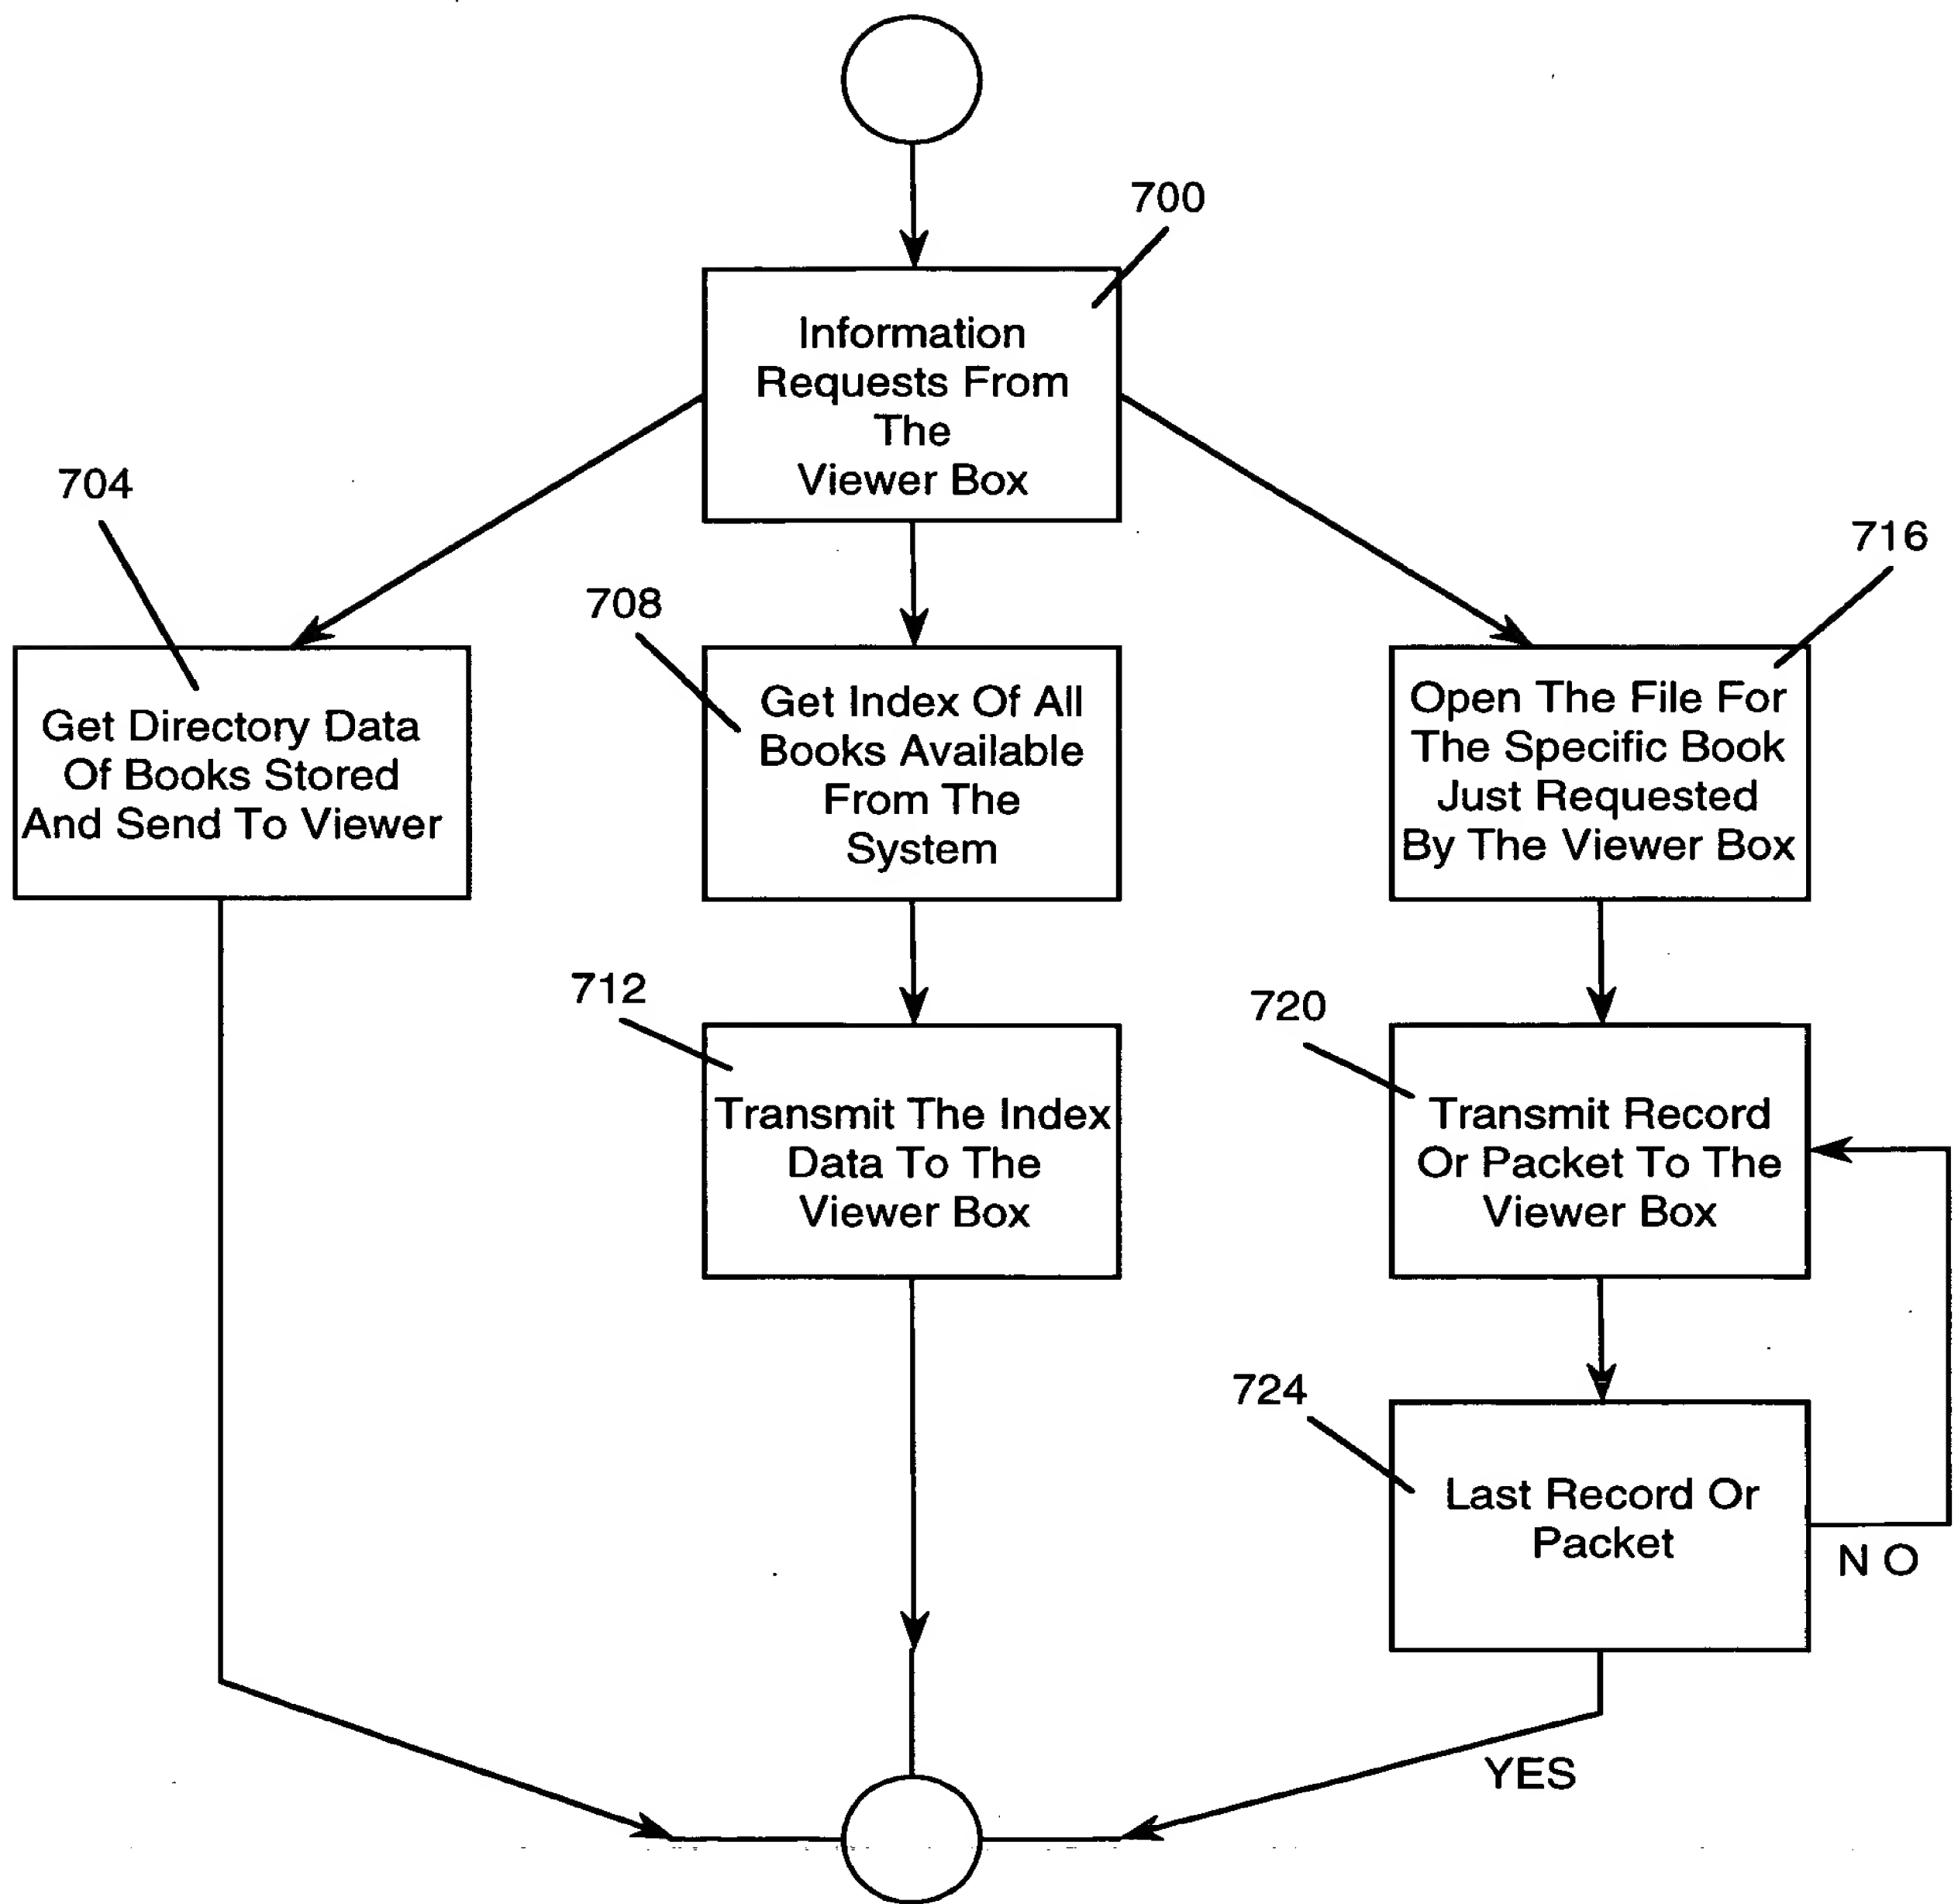 700
Information
Requests From
The
Viewer Box
704
Get Directory Data
Of Books Stored
And Send To Viewer
708
Get Index Of All
Books Available
From The
System
716
Open The File For
The Specific Book
Just Requested
By The Viewer Box
712
Transmit The Index
Data To The
Viewer Box
720
Transmit Record
Or Packet To The
Viewer Box
724
Last Record Or
Packet
N O
YES